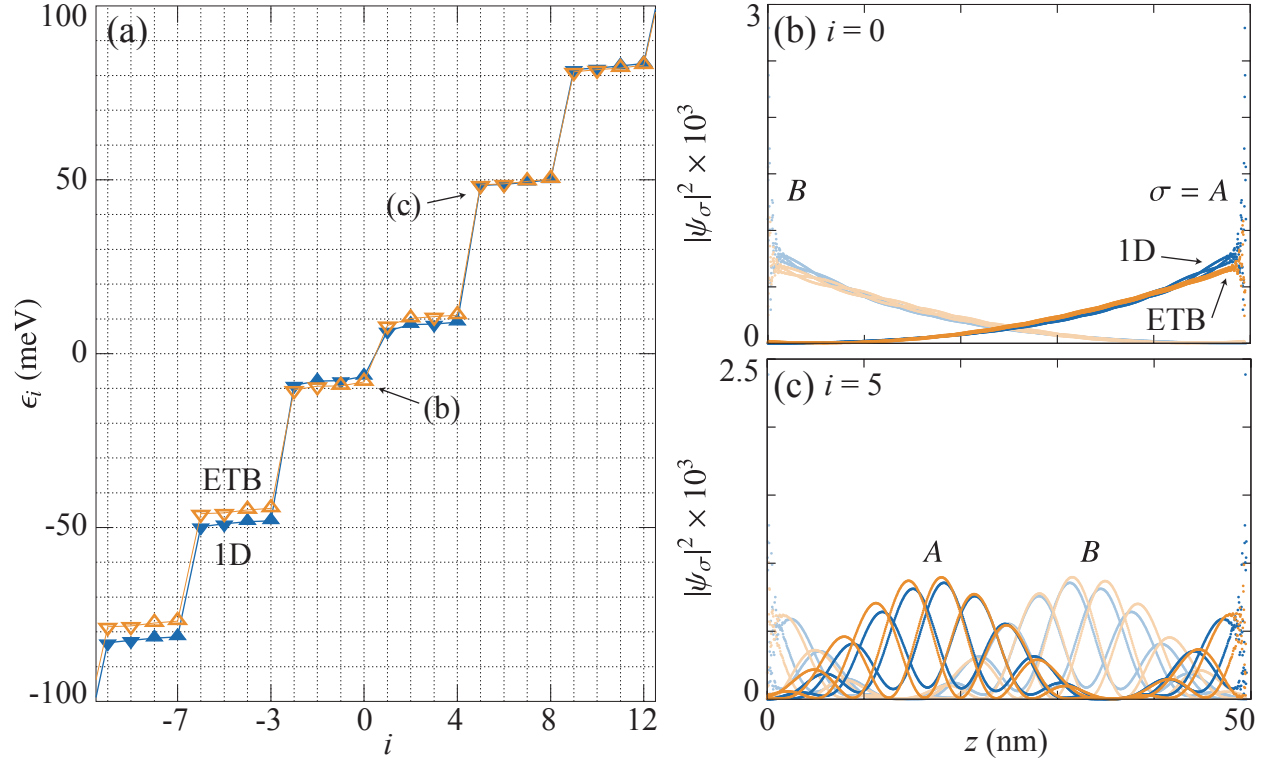 (a)
100
50
0
-50
-100
ϵᵢ (meV)
(c)
(b)
ETB
1D
-7
-3
0
4
8
12
i
(b) i = 0
3
0
|ψσ|² × 10³
B
σ = A
1D
ETB
(c) i = 5
2.5
0
|ψσ|² × 10³
A
B
0
50
z (nm)